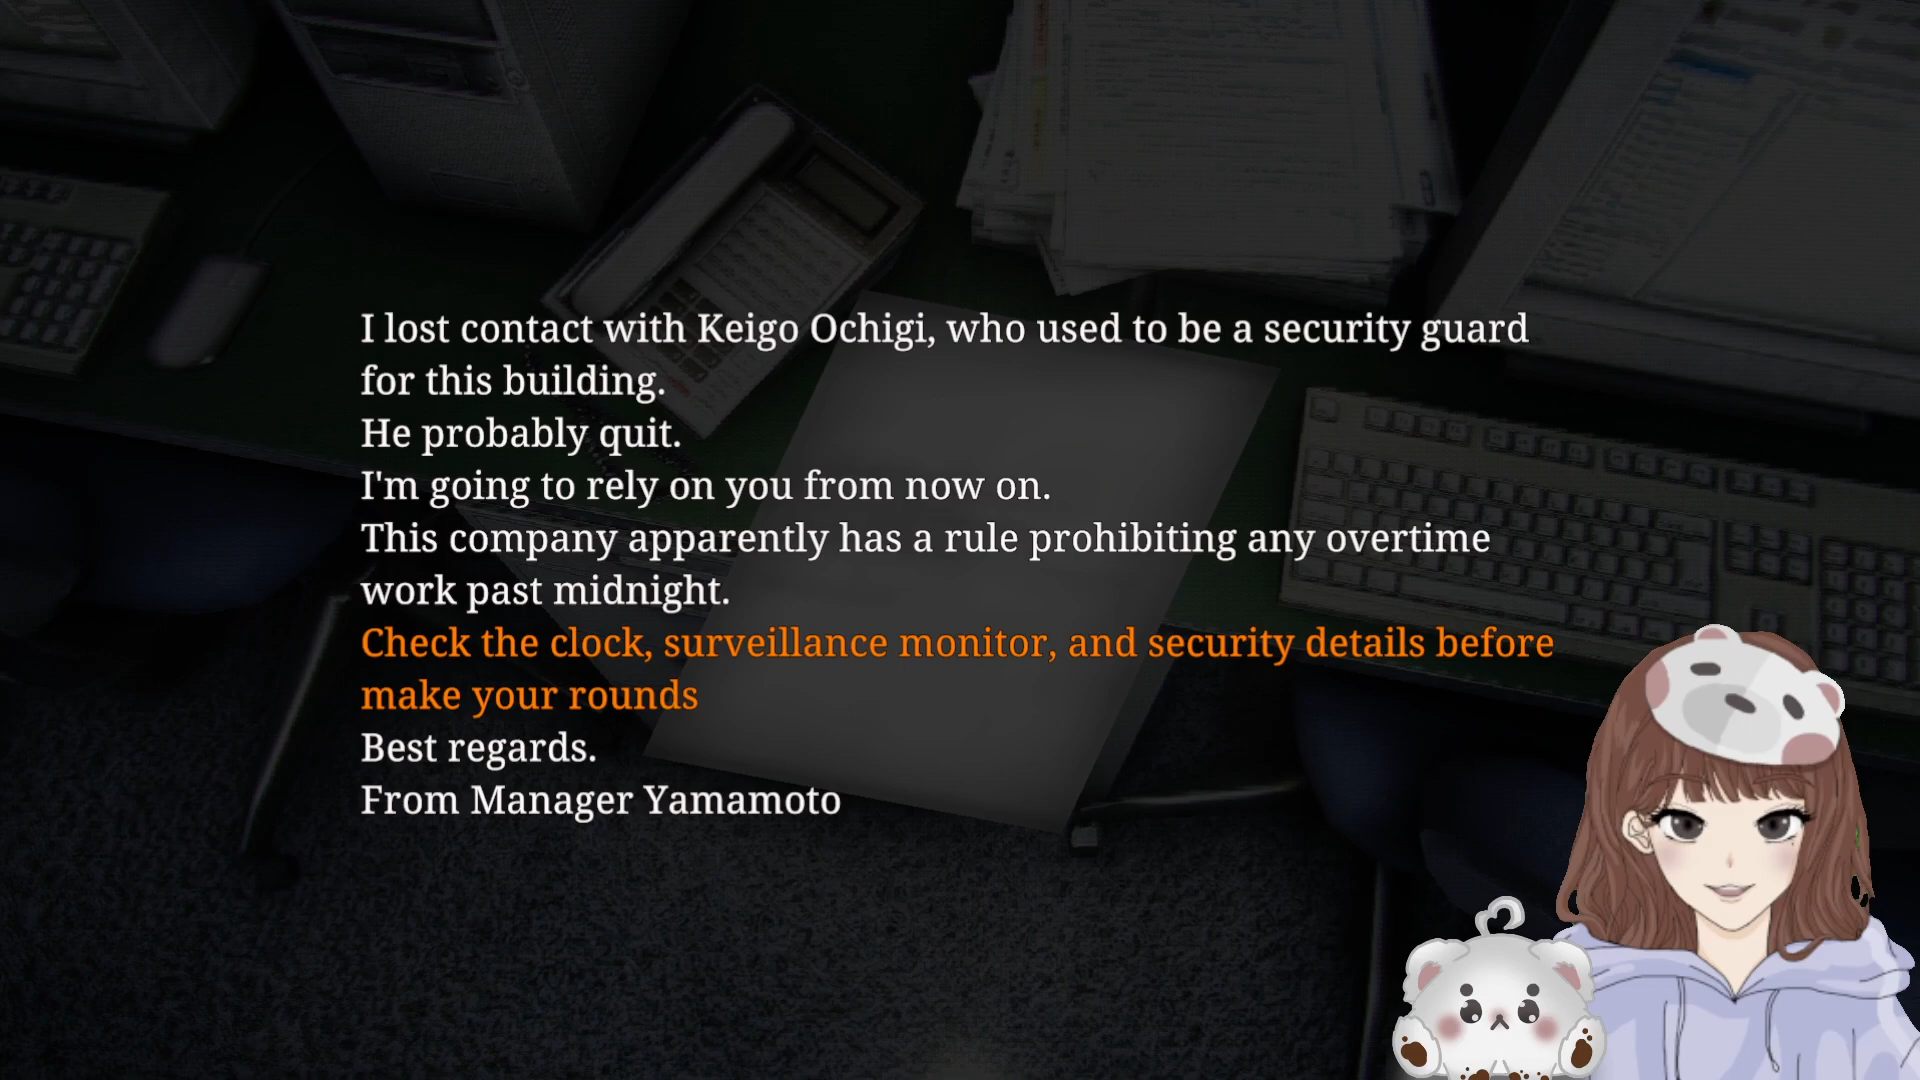 I lost contact with Keigo Ochigi, who used to be a security guard
for this building.
He probably quit.
I'm going to rely on you from now on.
This company apparently has a rule prohibiting any overtime
work past midnight.
Check the clock, surveillance monitor, and security details before
make your rounds
Best regards.
From Manager Yamamoto